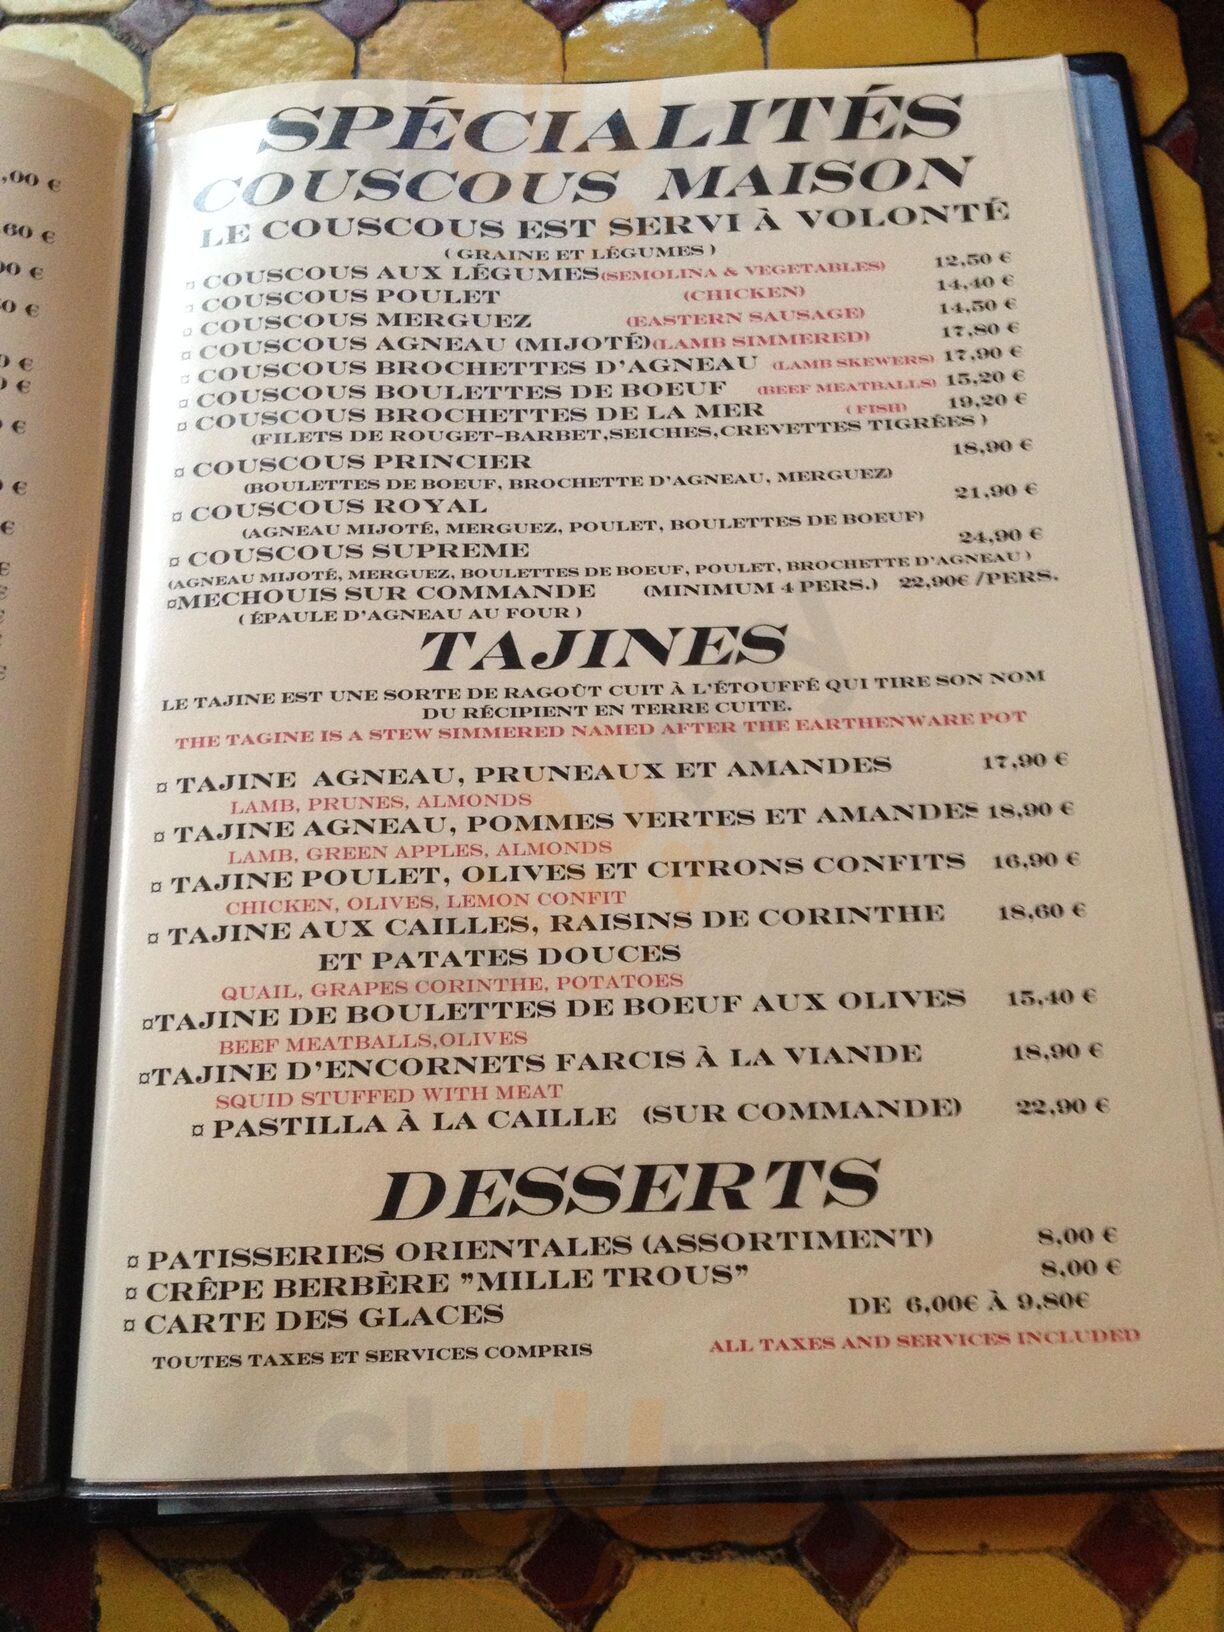 ,00 €
,60 €
SPÉCIALITÉS
COUSCOUS MAISON
LE COUSCOUS EST SERVI À VOLONTÉ
( GRAINE ET LÉGUMES )
¤ COUSCOUS AUX LÉGUMES(SEMOLINA & VEGETABLES) 12,50 €
¤ COUSCOUS POULET (CHICKEN) 14,40 €
¤ COUSCOUS MERGUEZ (EASTERN SAUSAGE) 14,50 €
¤ COUSCOUS AGNEAU (MIJOTÉ)(LAMB SIMMERED) 17,80 €
¤ COUSCOUS BROCHETTES D'AGNEAU (LAMB SKEWERS) 17,90 €
¤ COUSCOUS BOULETTES DE BOEUF (BEEF MEATBALLS) 15,20 €
¤ COUSCOUS BROCHETTES DE LA MER ( FISH) 19,20 €
(FILETS DE ROUGET-BARBET,SEICHES,CREVETTES TIGRÉES )
¤ COUSCOUS PRINCIER 18,90 €
(BOULETTES DE BOEUF, BROCHETTE D'AGNEAU, MERGUEZ)
¤ COUSCOUS ROYAL 21,90 €
(AGNEAU MIJOTÉ, MERGUEZ, POULET, BOULETTES DE BOEUF)
¤ COUSCOUS SUPREME 24,90 €
(AGNEAU MIJOTÉ, MERGUEZ, BOULETTES DE BOEUF, POULET, BROCHETTE D'AGNEAU )
¤MECHOUIS SUR COMMANDE (MINIMUM 4 PERS.) 22,90€ /PERS.
( ÉPAULE D'AGNEAU AU FOUR )
TAJINES
LE TAJINE EST UNE SORTE DE RAGOÛT CUIT À L'ÉTOUFFÉ QUI TIRE SON NOM
DU RÉCIPIENT EN TERRE CUITE.
THE TAGINE IS A STEW SIMMERED NAMED AFTER THE EARTHENWARE POT
¤ TAJINE AGNEAU, PRUNEAUX ET AMANDES 17,90 €
LAMB, PRUNES, ALMONDS
¤ TAJINE AGNEAU, POMMES VERTES ET AMANDES 18,90 €
LAMB, GREEN APPLES, ALMONDS
¤ TAJINE POULET, OLIVES ET CITRONS CONFITS 16,90 €
CHICKEN, OLIVES, LEMON CONFIT
¤ TAJINE AUX CAILLES, RAISINS DE CORINTHE 18,60 €
ET PATATES DOUCES
QUAIL, GRAPES CORINTHE, POTATOES
¤TAJINE DE BOULETTES DE BOEUF AUX OLIVES 15,40 €
BEEF MEATBALLS,OLIVES
¤TAJINE D'ENCORNETS FARCIS À LA VIANDE 18,90 €
SQUID STUFFED WITH MEAT
¤ PASTILLA À LA CAILLE (SUR COMMANDE) 22,90 €
DESSERTS
¤ PATISSERIES ORIENTALES (ASSORTIMENT) 8,00 €
¤ CRÊPE BERBÈRE "MILLE TROUS" 8,00 €
¤ CARTE DES GLACES DE 6,00€ À 9,80€
TOUTES TAXES ET SERVICES COMPRIS ALL TAXES AND SERVICES INCLUDED